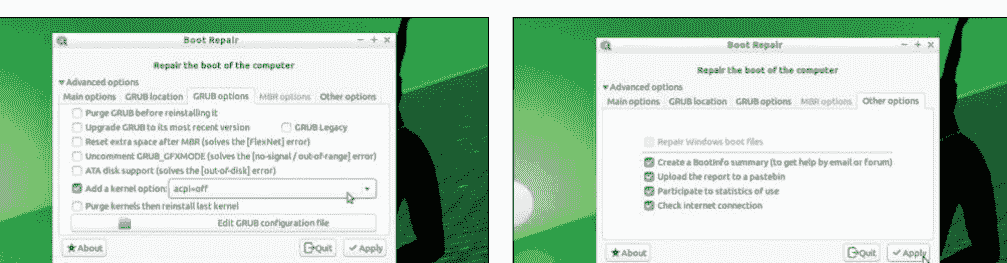 Boot Repair
Repair the boot of the computer
Advanced options
Main options GRUB location GRUB options MBR options Other options
Purge GRUB before reinstalling it
Upgrade GRUB to its most recent version GRUB Legacy
Reset extra space after MBR (solves the [FlexNet] error)
Uncomment GRUB_GFXMODE (solves the [no-signal / out-of-range] error)
ATA disk support (solves the [out-of-disk] error)
Add a kernel option: acpi=off
Purge kernels then reinstall last kernel
Edit GRUB configuration file
About Quit Apply
Boot Repair
Repair the boot of the computer
Advanced options
Main options GRUB location GRUB options MBR options Other options
Repair Windows boot files
Create a BootInfo summary (to get help by email or forum)
Upload the report to a pastebin
Participate to statistics of use
Check internet connection
About Quit Apply